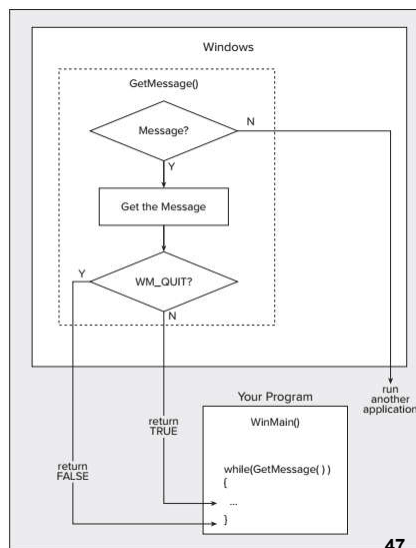 Windows
GetMessage()
Message?
N
Y
Get the Message
Y
WM_QUIT?
N
run
another
application
Your Program
WinMain()
return
TRUE
while(GetMessage( ) )
{
return
FALSE
...
}
47